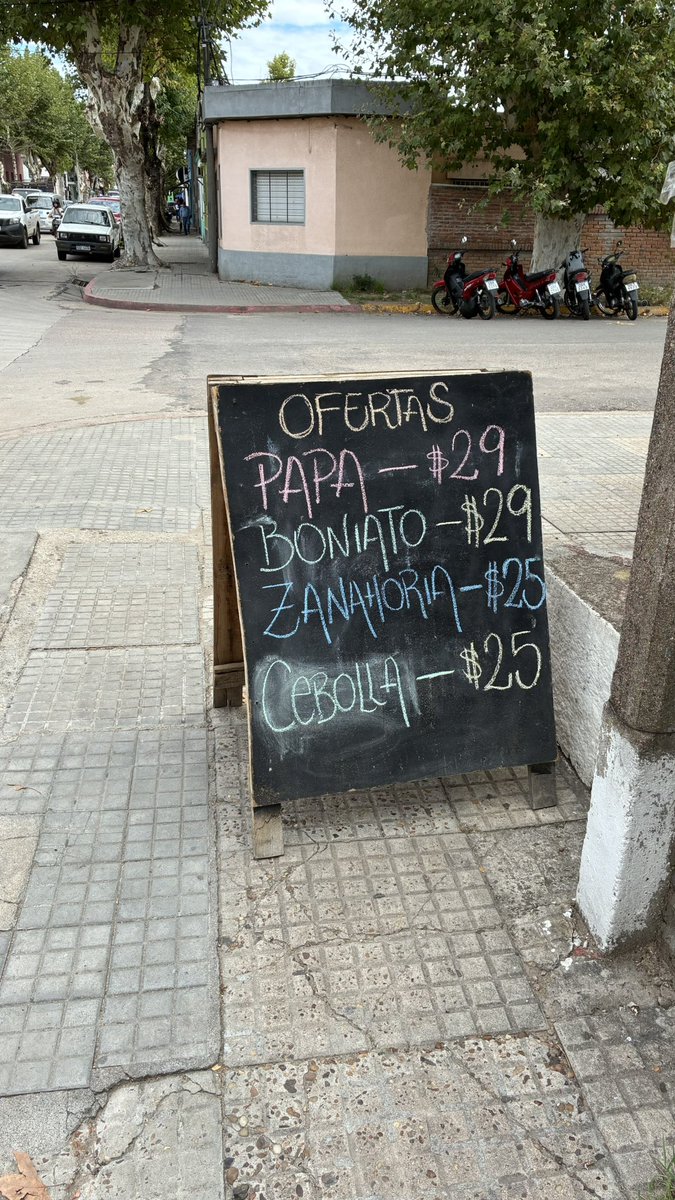 OFERTAS
PAPA — $29
BONIATO — $29
ZANAHORIA — $25
CEBOLLA — $25